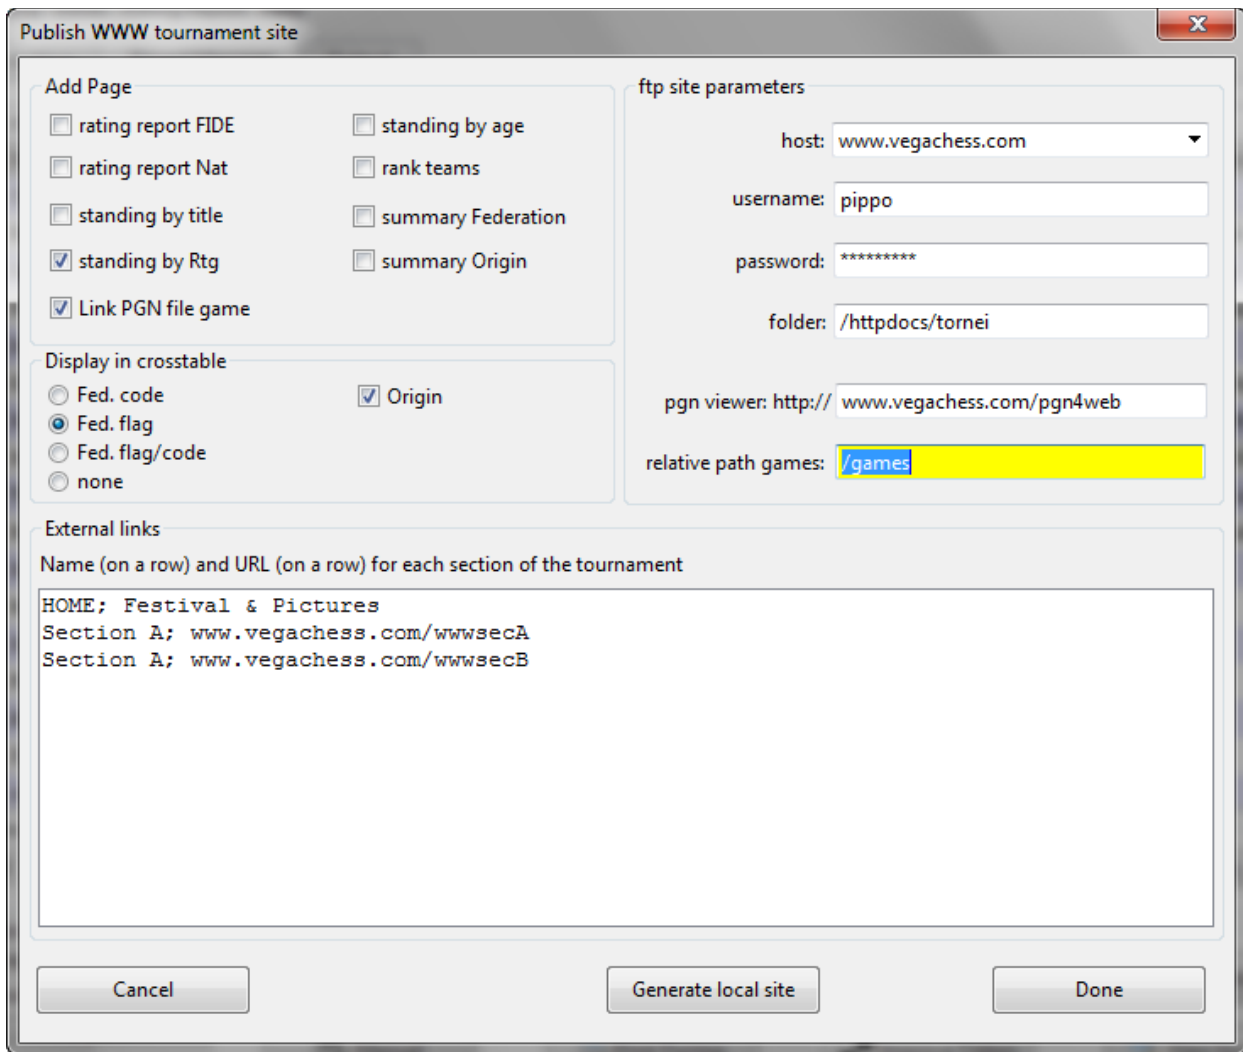 Publish WWW tournament site
X
Add Page
rating report FIDE
standing by age
rating report Nat
rank teams
standing by title
summary Federation
standing by Rtg
summary Origin
Link PGN file game
Display in crosstable
Fed. code
Origin
Fed. flag
Fed. flag/code
none
ftp site parameters
host: www.vegachess.com
username: pippo
password: *********
folder: /httpdocs/tornei
pgn viewer: http:// www.vegachess.com/pgn4web
relative path games: /games
External links
Name (on a row) and URL (on a row) for each section of the tournament
HOME; Festival & Pictures
Section A; www.vegachess.com/wwwsecA
Section A; www.vegachess.com/wwwsecB
Cancel
Generate local site
Done